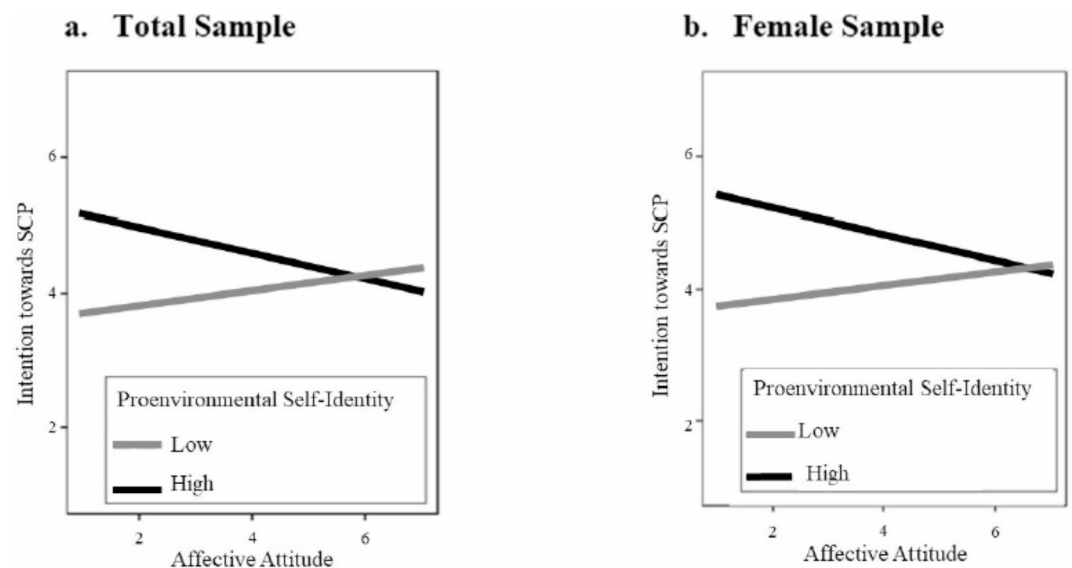 a. Total Sample
Intention towards SCP
6
4
2
Proenvironmental Self-Identity
Low
High
2 4 6
Affective Attitude
b. Female Sample
Intention towards SCP
6
4
2
Proenvironmental Self-Identity
Low
High
2 4 6
Affective Attitude